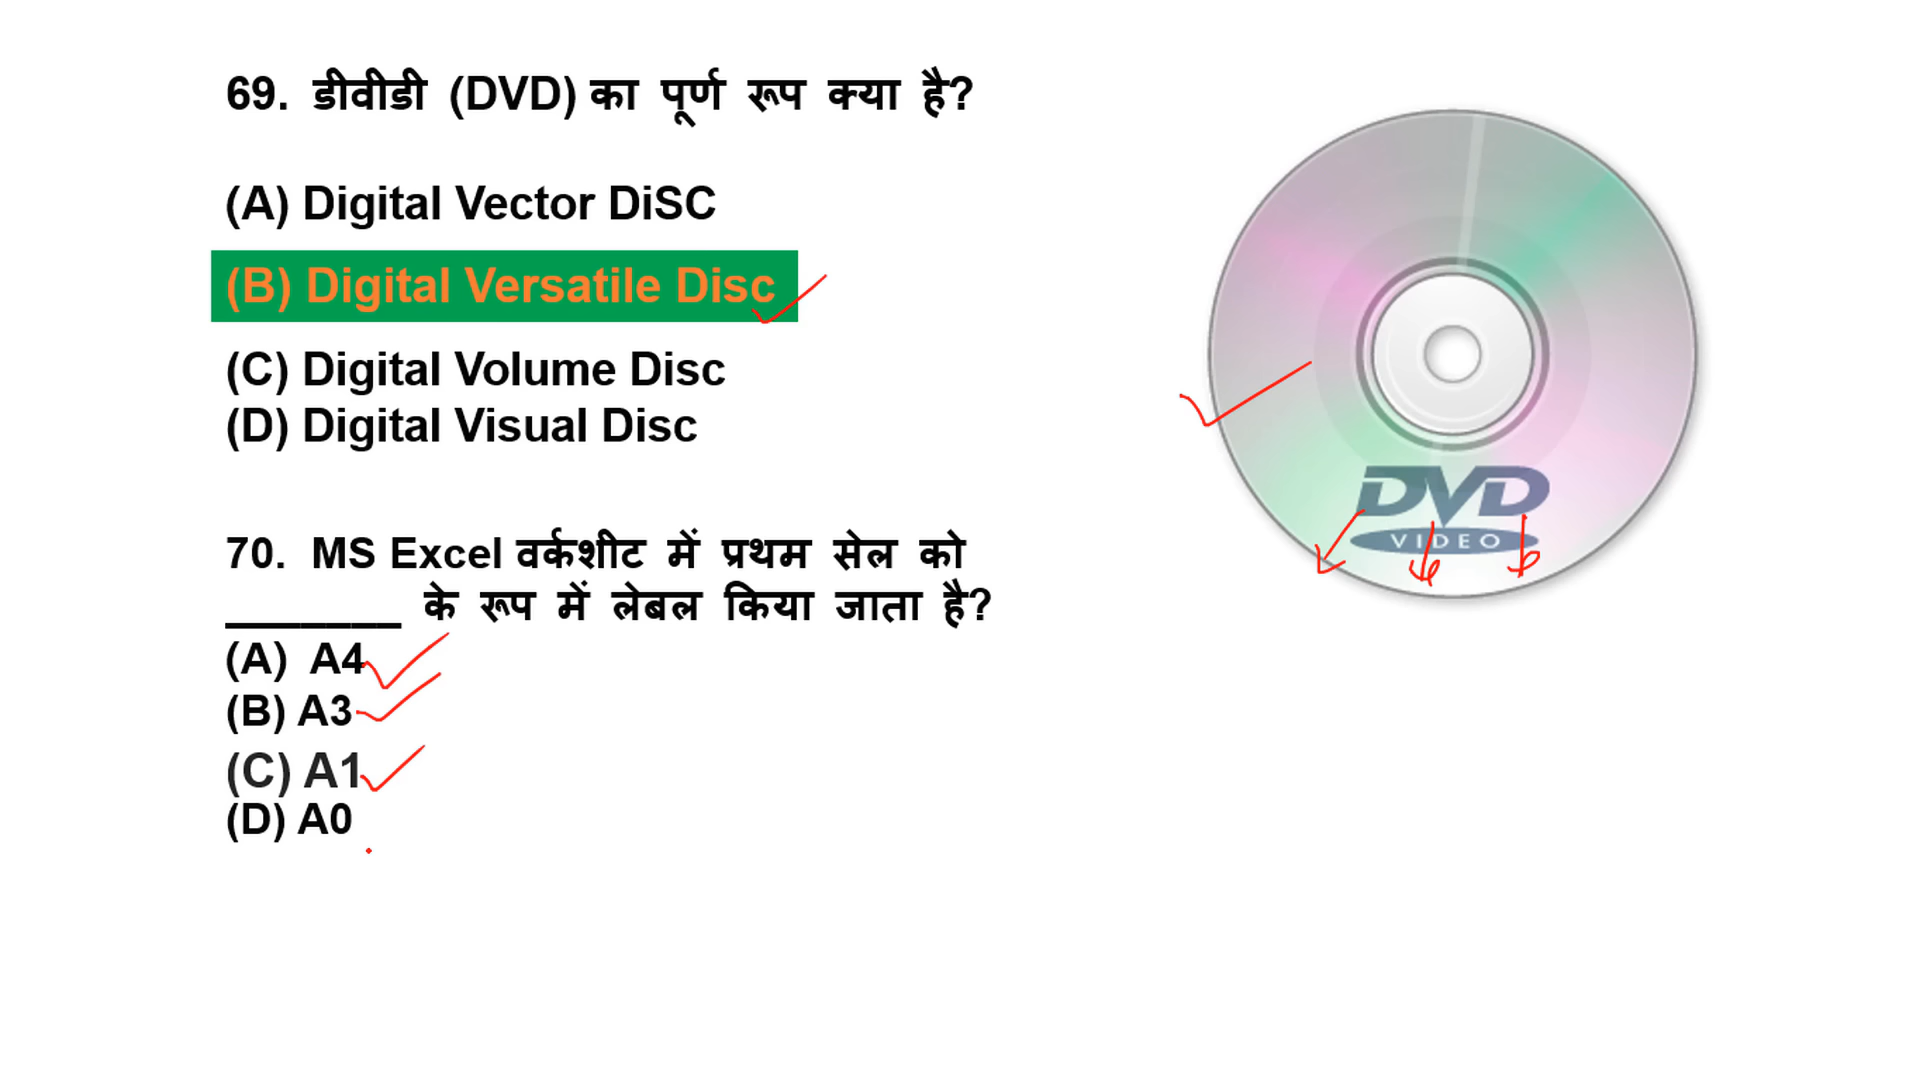 69. डीवीडी (DVD) का पूर्ण रूप क्या है?
(A) Digital Vector DiSC
(B) Digital Versatile Disc
(C) Digital Volume Disc
(D) Digital Visual Disc
70. MS Excel वर्कशीट में प्रथम सेल को
_______ के रूप में लेबल किया जाता है?
(A) A4
(B) A3
(C) A1
(D) A0
DVD
VIDEO